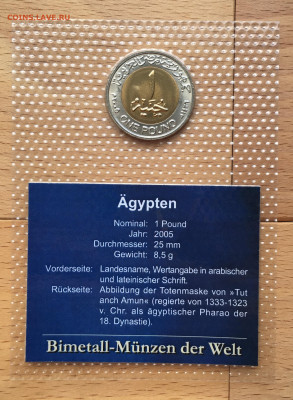 COINS.LAVE.RU
ONE POUND
Ägypten
Nominal: 1 Pound
Jahr: 2005
Durchmesser: 25 mm
Gewicht: 8,5 g
Vorderseite: Landesname, Wertangabe in arabischer
und lateinischer Schrift.
Rückseite: Abbildung der Totenmaske von »Tut
anch Amun« (regierte von 1333-1323
v. Chr. als ägyptischer Pharao der
18. Dynastie).
Bimetall-Münzen der Welt